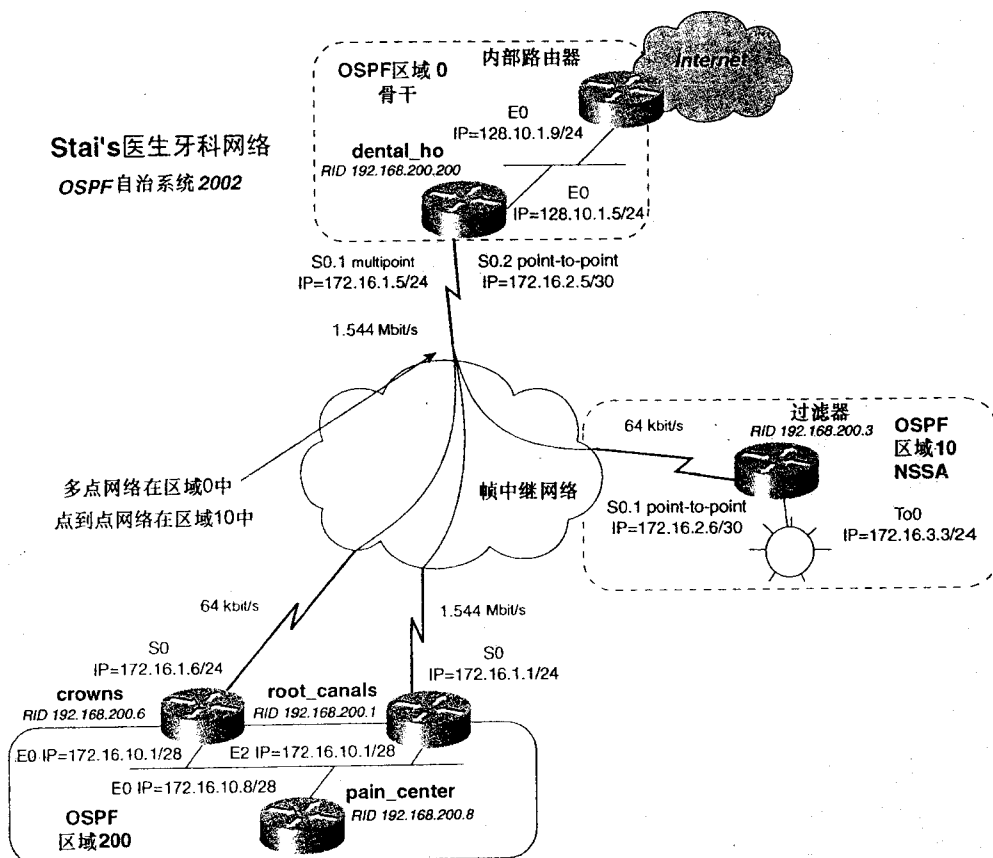 内部路由器
Internet
OSPF区域 0
骨干
E0
IP=128.10.1.9/24
Stai's医生牙科网络
OSPF自治系统2002
dental_ho
RID 192.168.200.200
E0
IP=128.10.1.5/24
S0.1 multipoint
IP=172.16.1.5/24
S0.2 point-to-point
IP=172.16.2.5/30
1.544 Mbit/s
过滤器
RID 192.168.200.3
64 kbit/s
OSPF
区域10
NSSA
多点网络在区域0中
点到点网络在区域10中
帧中继网络
S0.1 point-to-point
IP=172.16.2.6/30
To0
IP=172.16.3.3/24
64 kbit/s
1.544 Mbit/s
S0
IP=172.16.1.6/24
S0
IP=172.16.1.1/24
crowns
RID 192.168.200.6
root_canals
RID 192.168.200.1
E0 IP=172.16.10.1/28
E2 IP=172.16.10.1/28
E0 IP=172.16.10.8/28
pain_center
RID 192.168.200.8
OSPF
区域200